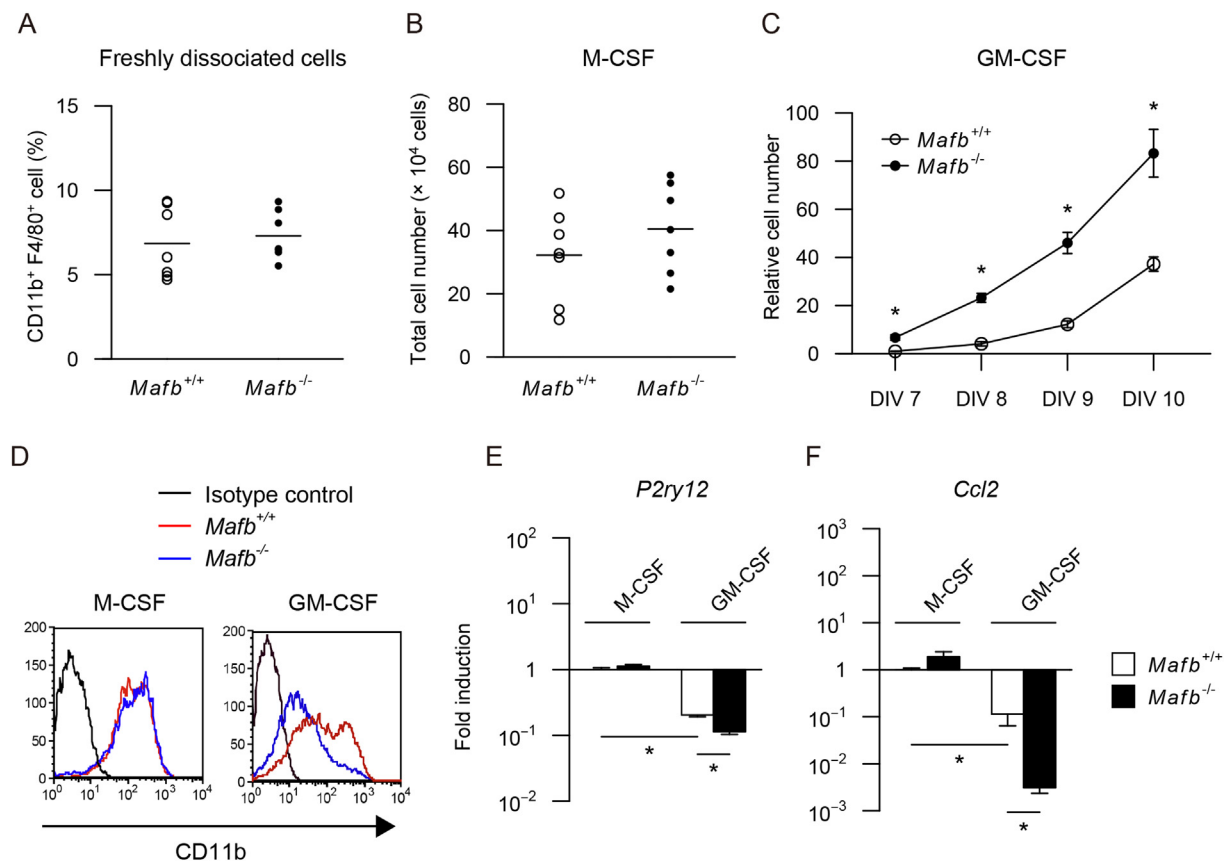 A
Freshly dissociated cells
CD11b⁺ F4/80⁺ cell (%)
15
10
5
0
Mafb⁺/⁺ Mafb⁻/⁻
B
M-CSF
Total cell number (× 10⁴ cells)
80
60
40
20
0
Mafb⁺/⁺ Mafb⁻/⁻
C
GM-CSF
Relative cell number
100
80
60
40
20
0
Mafb⁺/⁺
Mafb⁻/⁻
* * * *
DIV 7 DIV 8 DIV 9 DIV 10
D
Isotype control
Mafb⁺/⁺
Mafb⁻/⁻
M-CSF
200
150
100
50
0
10⁰ 10¹ 10² 10³ 10⁴
GM-CSF
200
150
100
50
0
10⁰ 10¹ 10² 10³ 10⁴
CD11b
E
P2ry12
Fold induction
10²
10¹
1
10⁻¹
10⁻²
M-CSF GM-CSF
* *
F
Ccl2
10³
10²
10¹
1
10⁻¹
10⁻²
10⁻³
M-CSF GM-CSF
* *
Mafb⁺/⁺
Mafb⁻/⁻